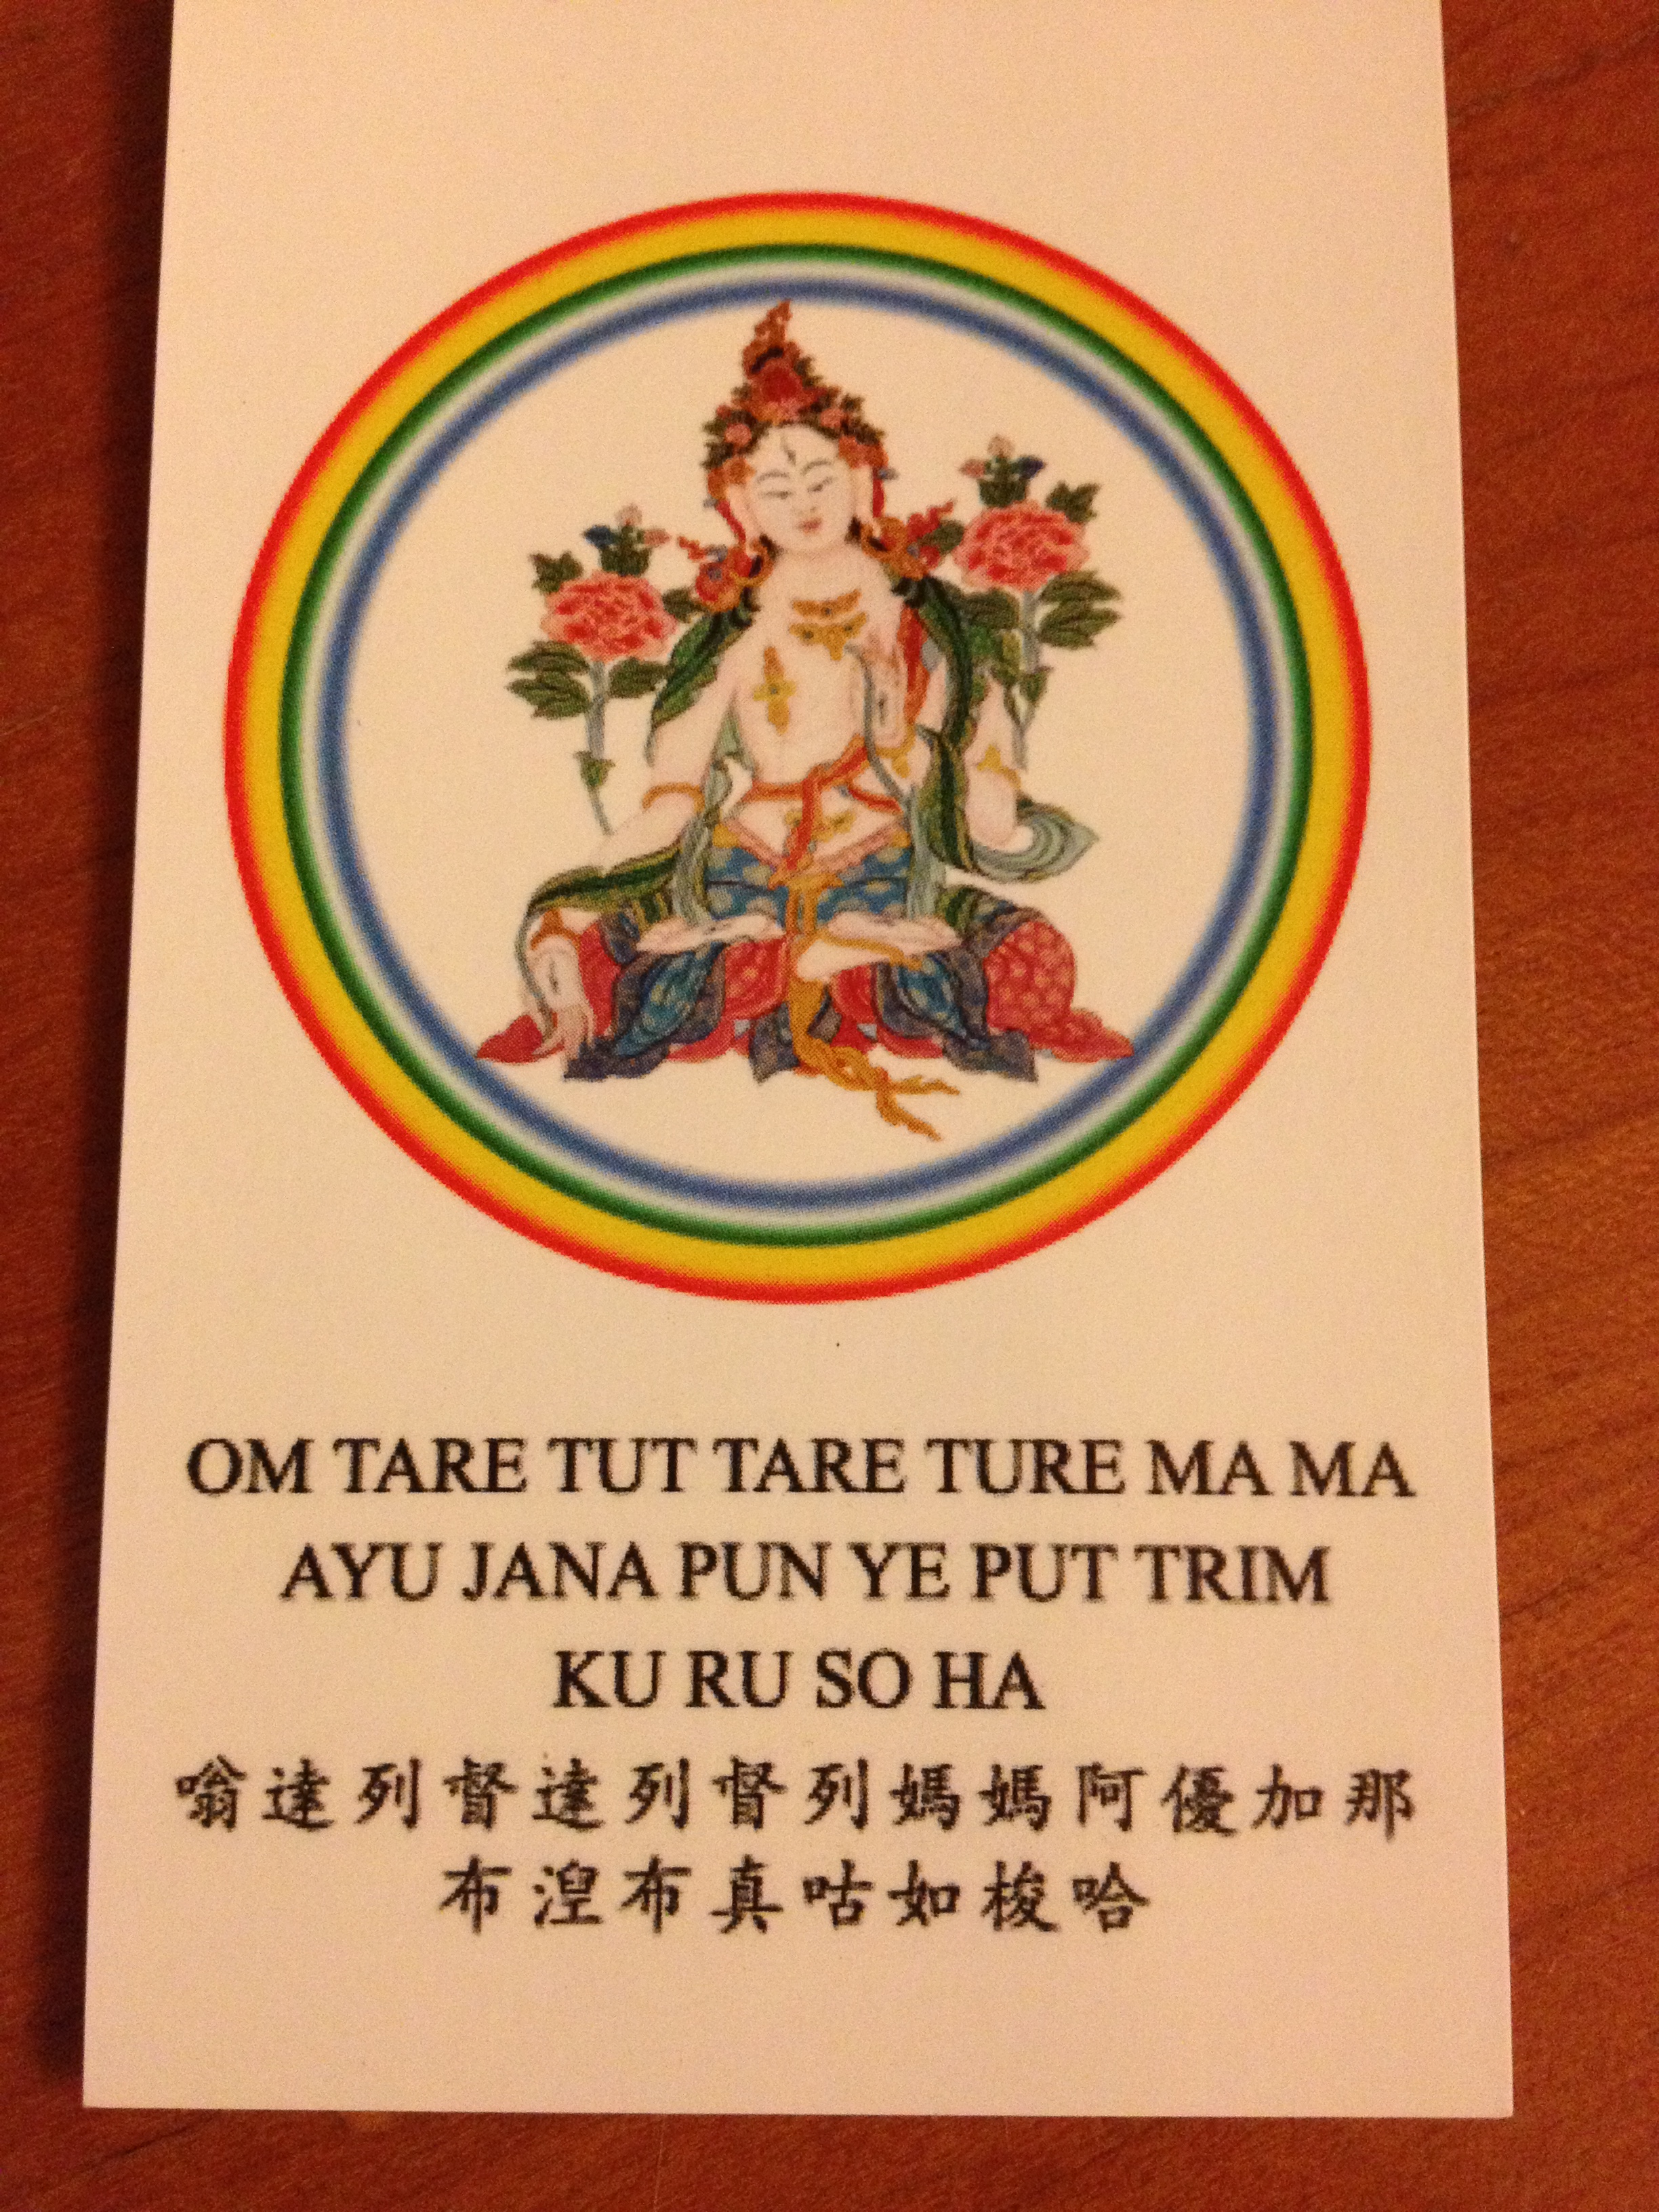 OM TARE TUT TARE TURE MA MA
AYU JANA PUN YE PUT TRIM
KU RU SO HA
嗡達列督達列督列媽媽阿優加那
布涅布真咕如梭哈